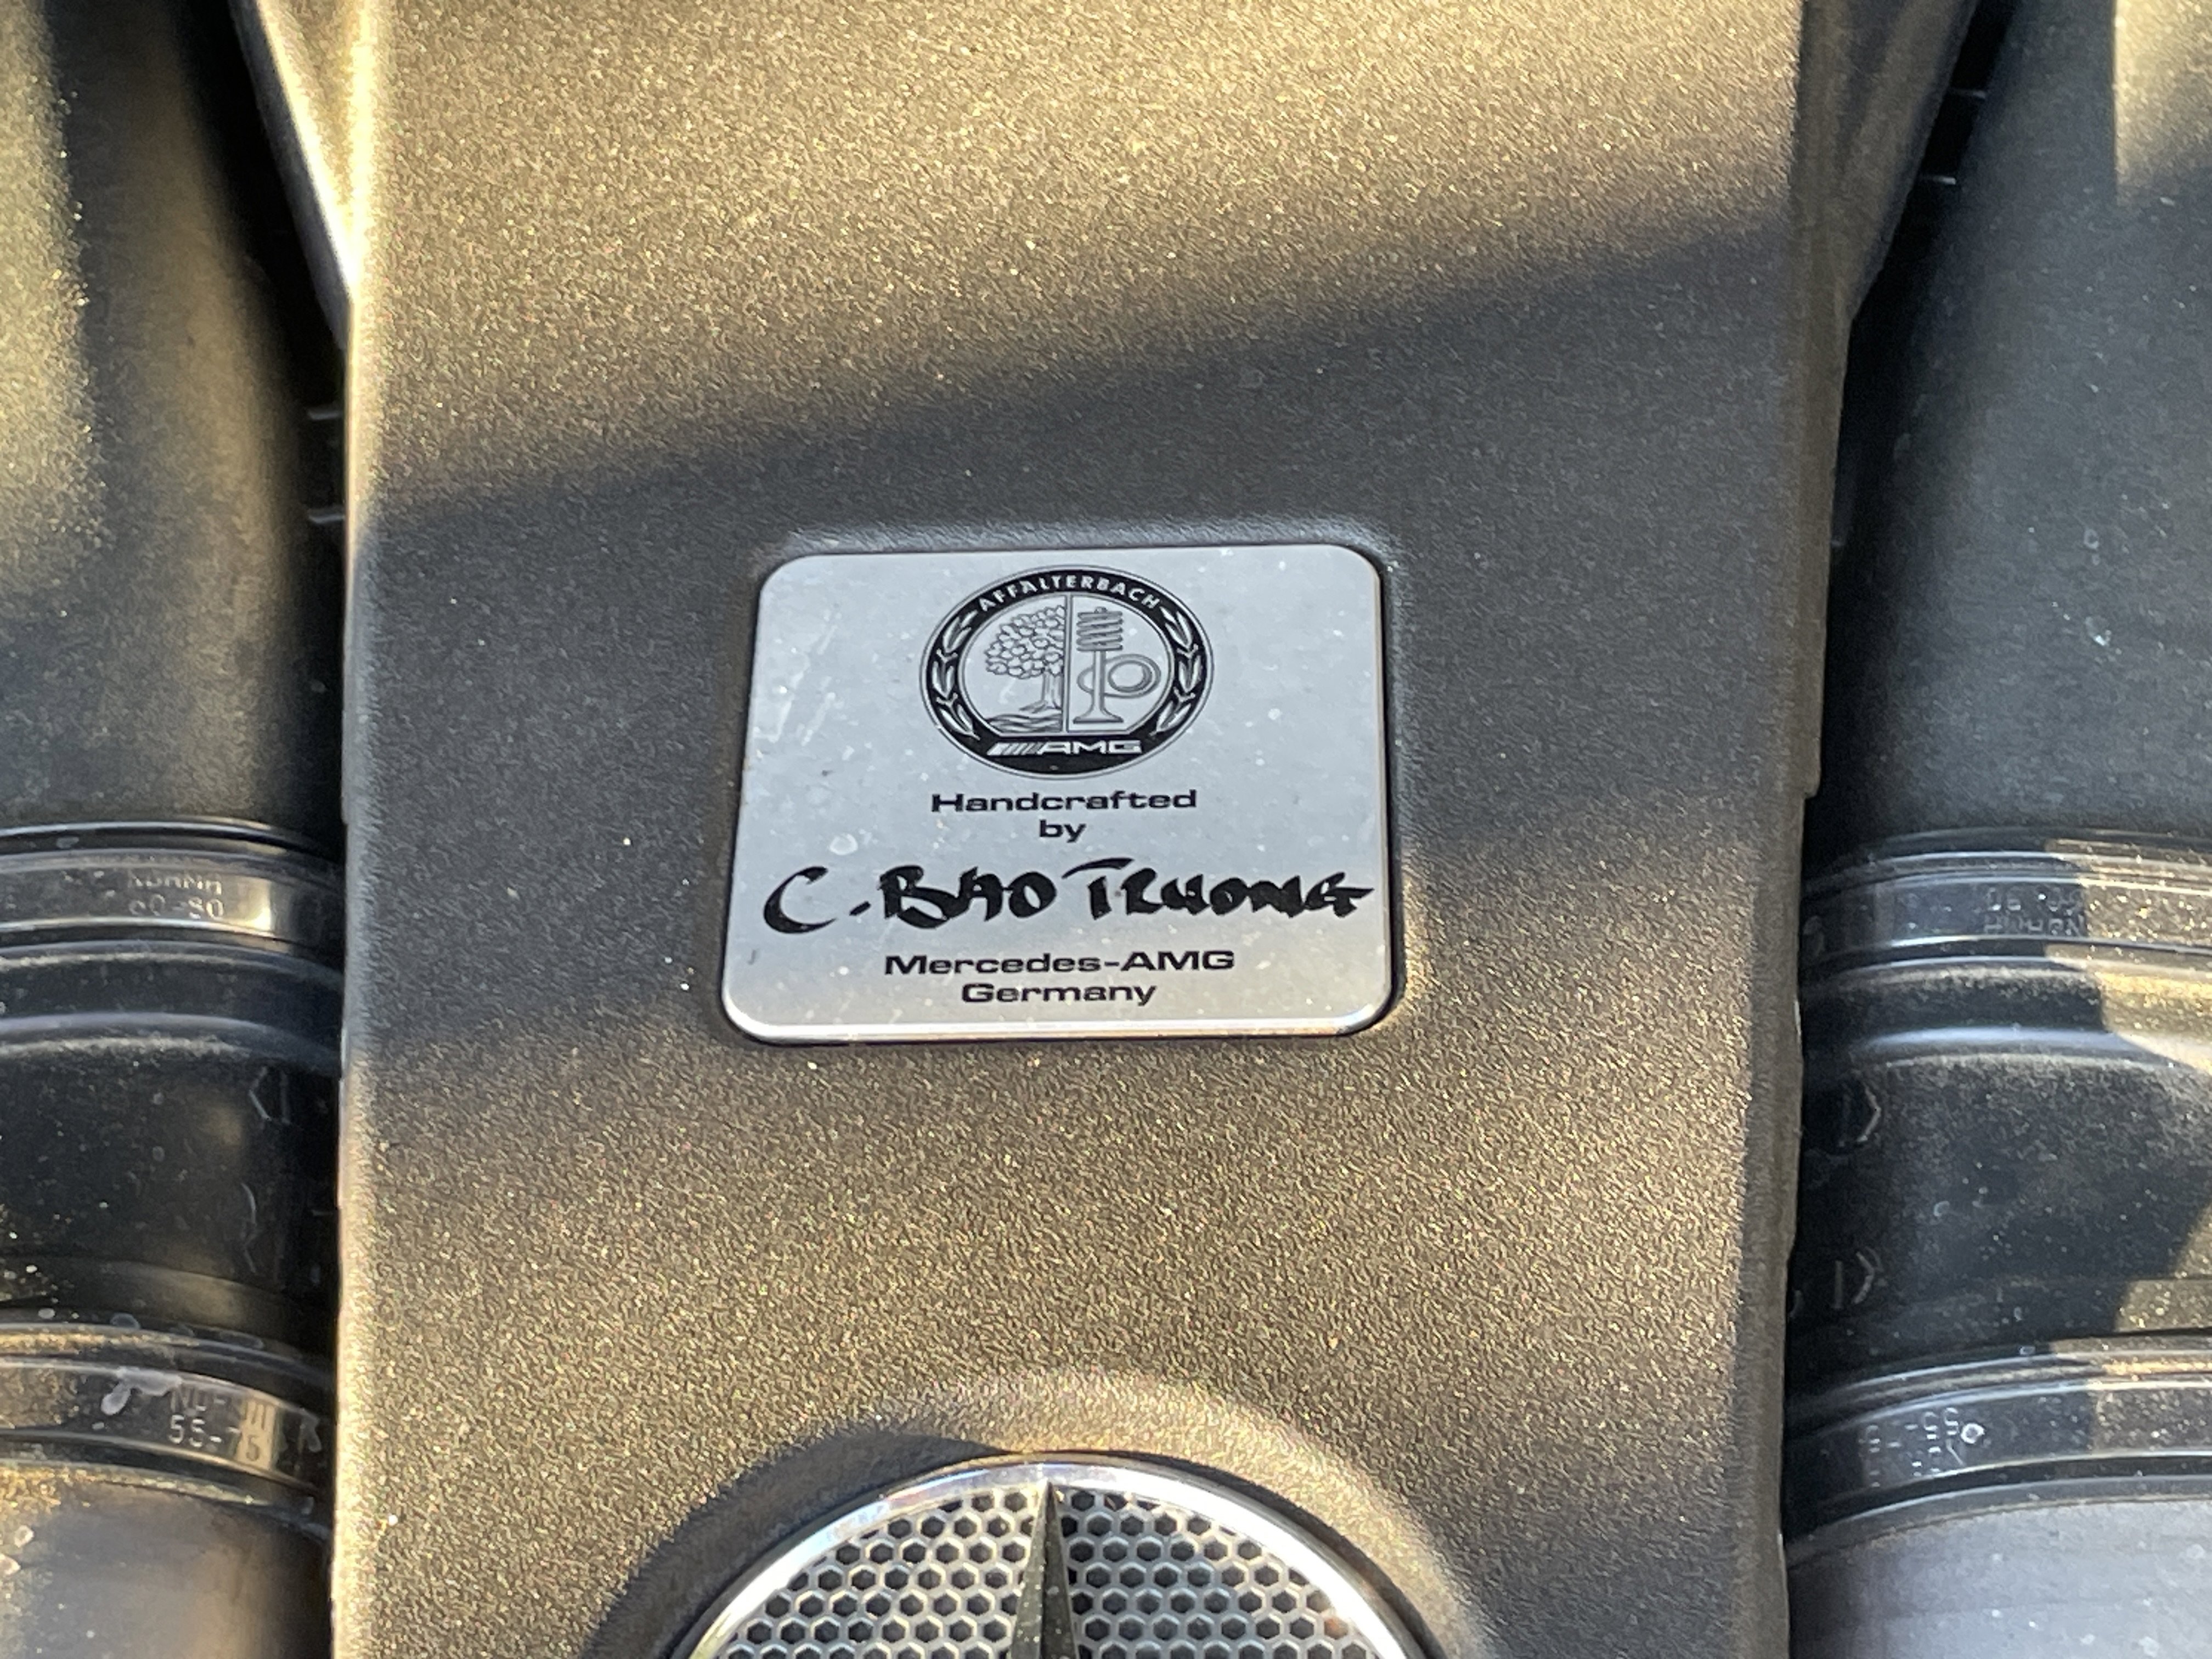 AFFALTERBACH
AMG
Handcrafted
by
C. BAO TRUONG
Mercedes-AMG
Germany